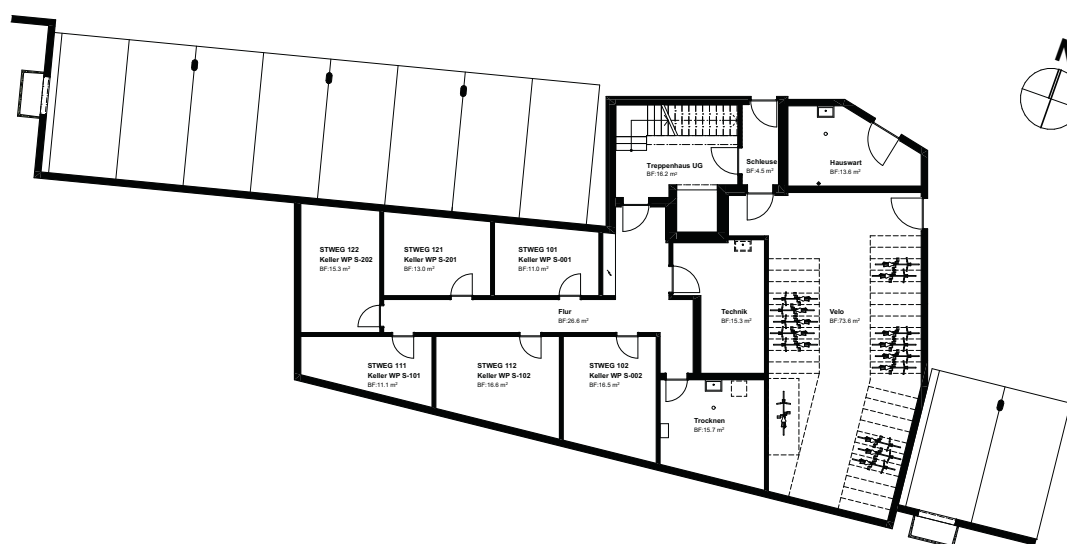 N
Treppenhaus UG
BF:16.2 m²
Schleuse
BF:4.5 m²
Hauswart
BF:13.6 m²
STWEG 122
Keller WP S-202
BF:15.3 m²
STWEG 121
Keller WP S-201
BF:13.0 m²
STWEG 101
Keller WP S-001
BF:11.0 m²
Flur
BF:26.6 m²
Technik
BF:15.3 m²
Velo
BF:73.6 m²
STWEG 111
Keller WP S-101
BF:11.1 m²
STWEG 112
Keller WP S-102
BF:16.6 m²
STWEG 102
Keller WP S-002
BF:16.5 m²
Trocknen
BF:15.7 m²